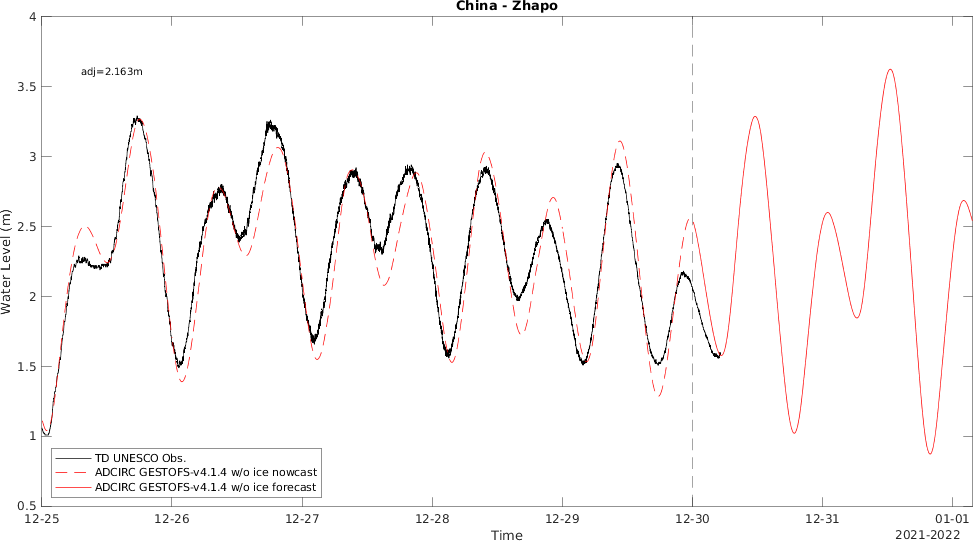 China - Zhapo
adj=2.163m
Water Level (m)
4
3.5
3
2.5
2
1.5
1
0.5
TD UNESCO Obs.
ADCIRC GESTOFS-v4.1.4 w/o ice nowcast
ADCIRC GESTOFS-v4.1.4 w/o ice forecast
12-25 12-26 12-27 12-28 12-29 12-30 12-31 01-01
Time
2021-2022